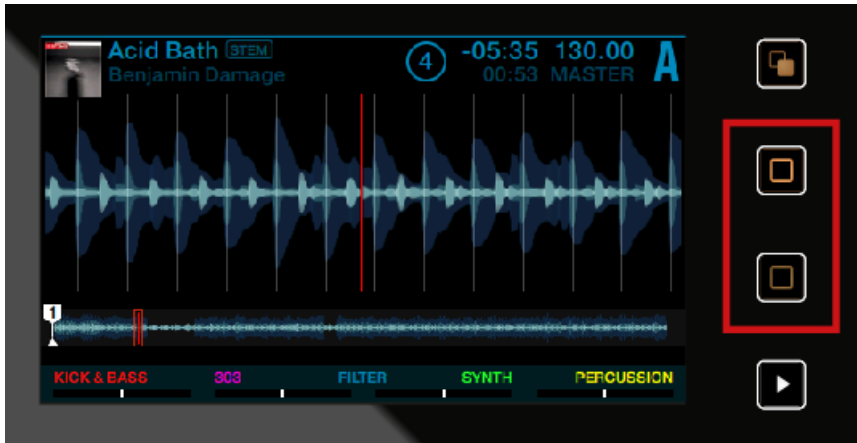 Acid Bath STEM
Benjamin Damage
4
-05:35 130.00
00:53 MASTER
A
1
KICK & BASS 303 FILTER SYNTH PERCUSSION